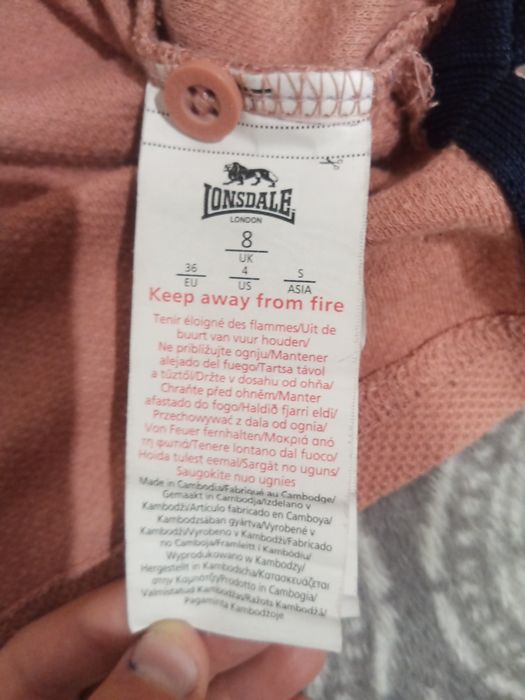 LONSDALE
LONDON
8
UK
36 4 S
EU US ASIA
Keep away from fire
Tenir éloigné des flammes/Uit de
buurt van vuur houden/
Ne približujte ognju/Mantener
alejado del fuego/Tartsa távol
a tűztől/Držte v dosahu od ohňa/
Chraňte před ohněm/Manter
afastado do fogo/Haldið fjarri eldi/
Przechowywać z dala od ognia/
Von Feuer fernhalten/Μακριά από
τη φωτιά/Tenere lontano dal fuoco/
Hoida tulest eemal/Sargāt no uguns/
Saugokite nuo ugnies
Made in Cambodia/Fabriqué au Cambodge/
Gemaakt in Cambodja/Izdelano v
Kambodži/Artículo fabricado en Camboya/
Kambodzsában gyártva/Vyrobené v
Kambodži/Vyrobeno v Kambodži/Fabricado
no Camboja/Framleitt í Kambódíu/
Wyprodukowano w Kambodży/
Hergestellt in Kambodscha/Κατασκευάζεται
στην Καμπότζη/Prodotto in Cambogia/
Valmistatud Kambodžas/Ražots Kambodžā/
Pagaminta Kambodžoje